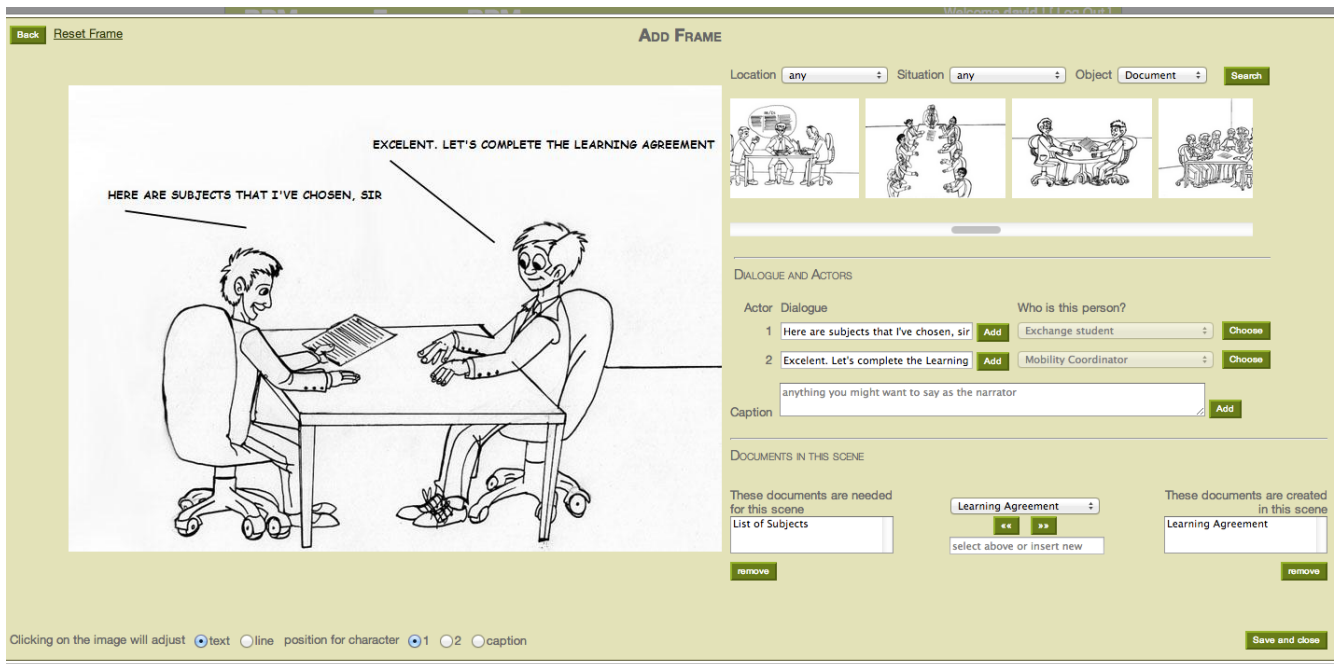 Welcome david ! [ Log Out ]
Back Reset Frame
ADD FRAME
Location any Situation any Object Document Search
EXCELENT. LET'S COMPLETE THE LEARNING AGREEMENT
HERE ARE SUBJECTS THAT I'VE CHOSEN, SIR
DIALOGUE AND ACTORS
Actor Dialogue Who is this person?
1 Here are subjects that I've chosen, sir Add Exchange student Choose
2 Excelent. Let's complete the Learning Add Mobility Coordinator Choose
Caption anything you might want to say as the narrator Add
DOCUMENTS IN THIS SCENE
These documents are needed
for this scene
List of Subjects
remove
Learning Agreement
<< >>
select above or insert new
These documents are created
in this scene
Learning Agreement
remove
Clicking on the image will adjust text line position for character 1 2 caption
Save and close